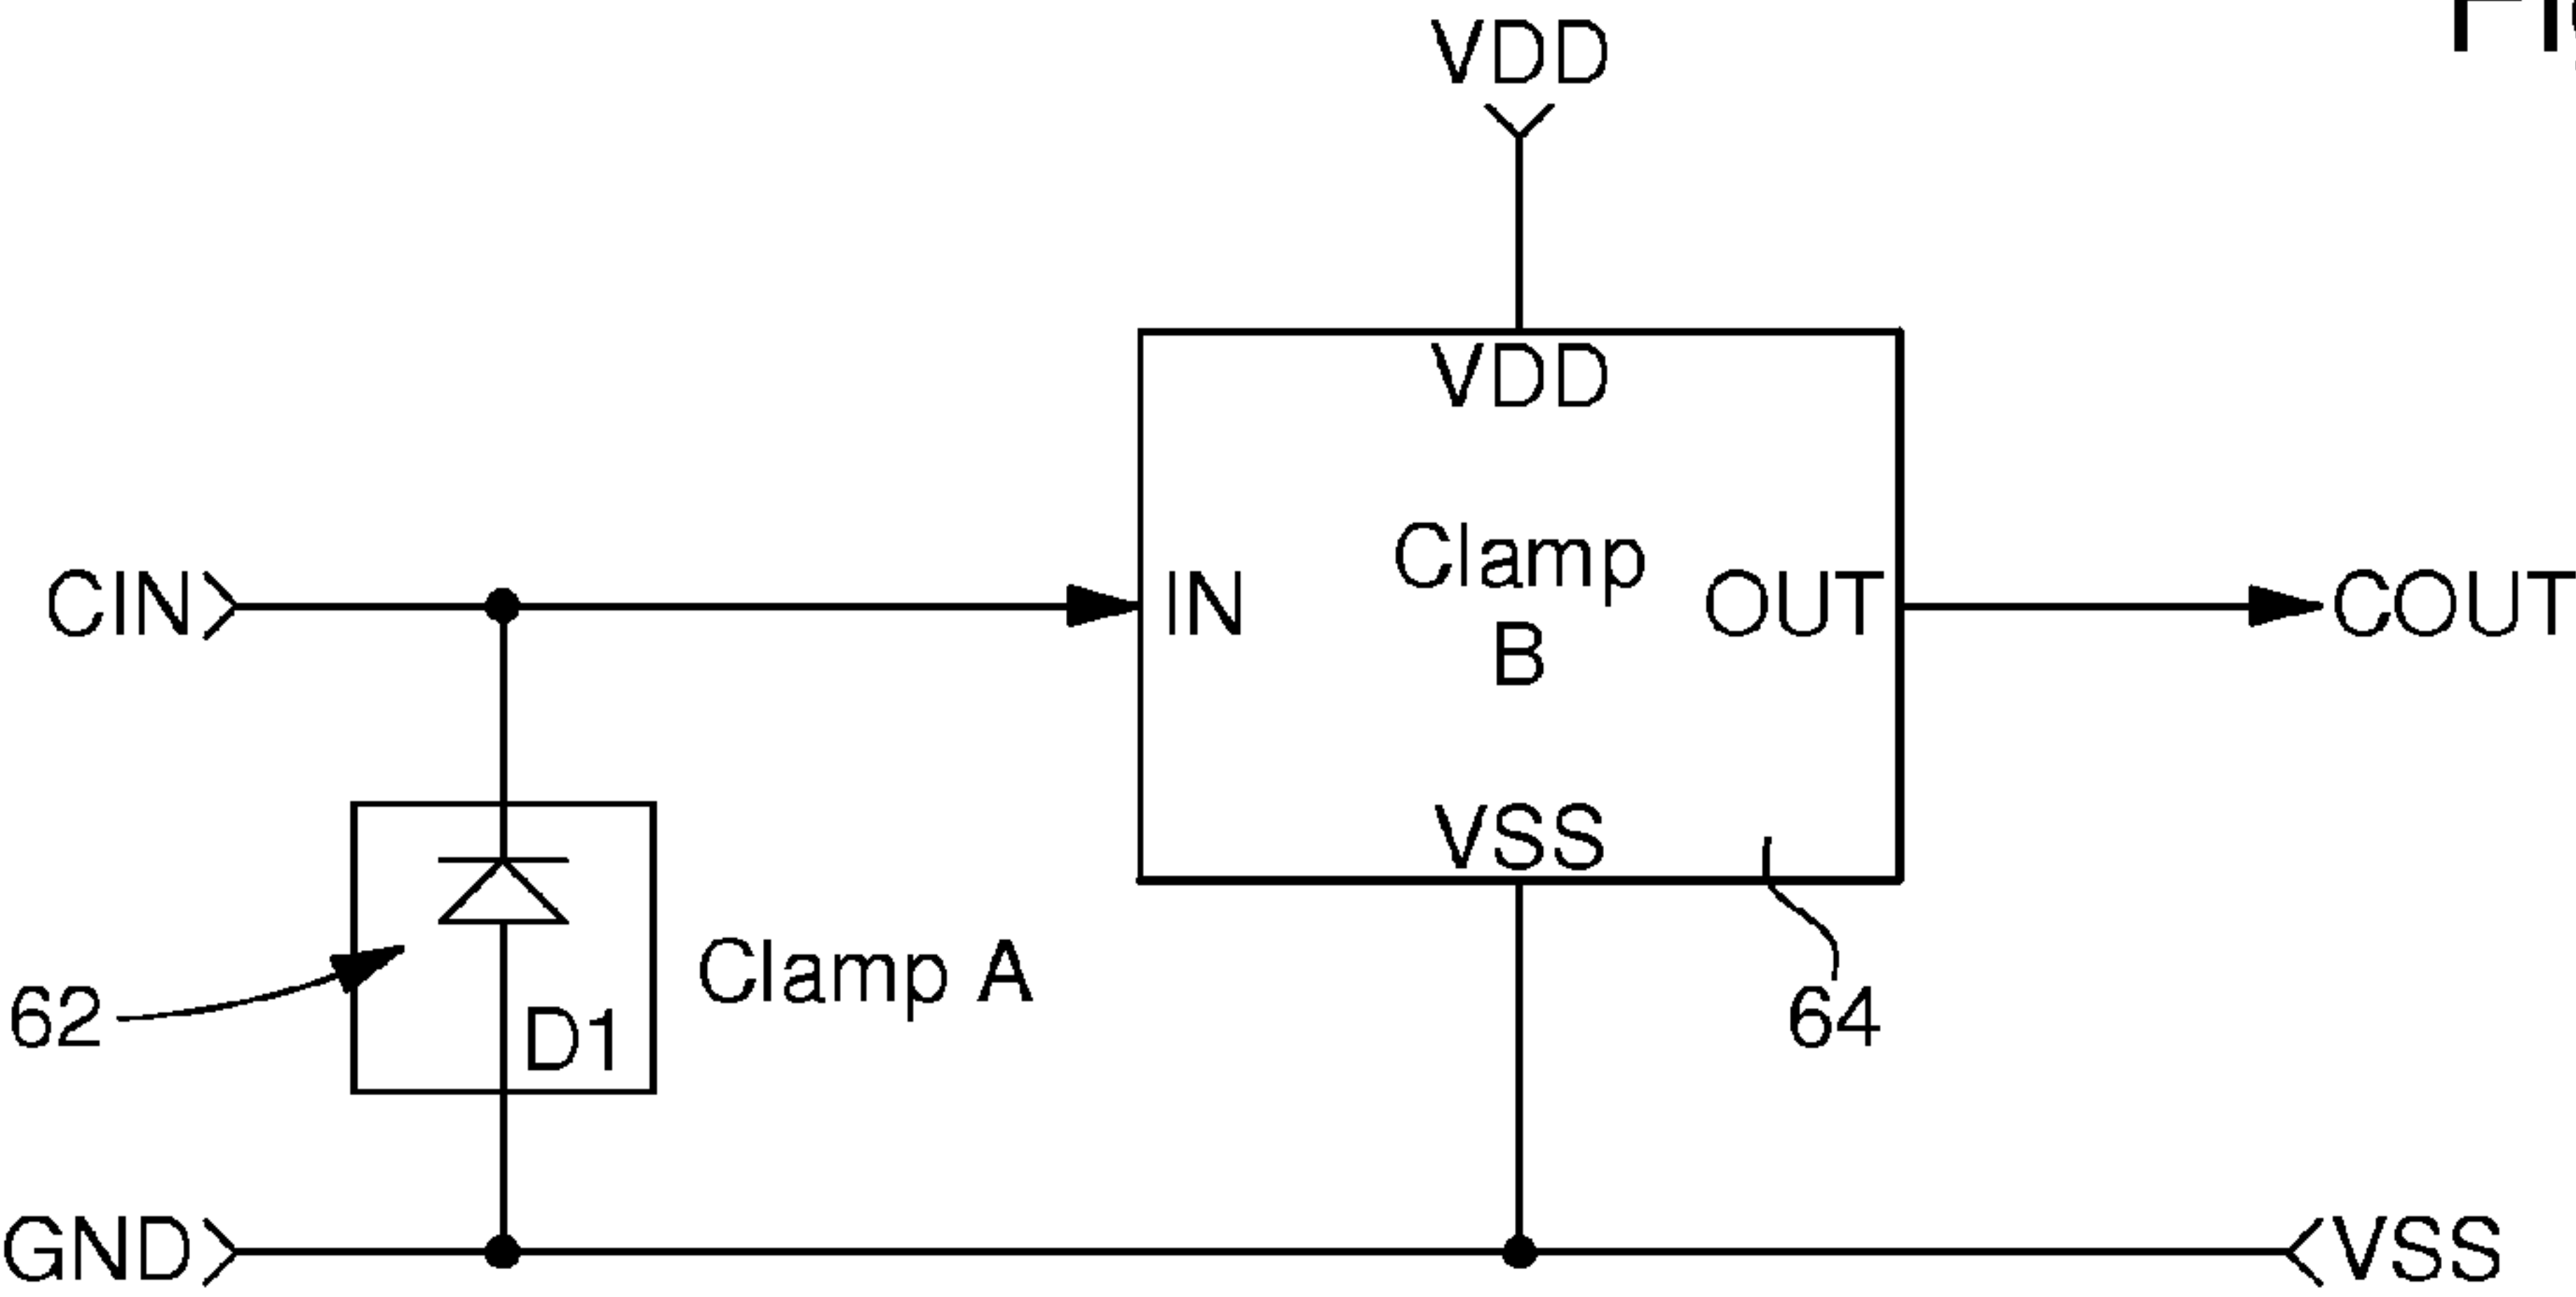 VDD
VDD
Clamp
B
IN
OUT
VSS
CIN
COUT
Clamp A
D1
62
64
GND
VSS